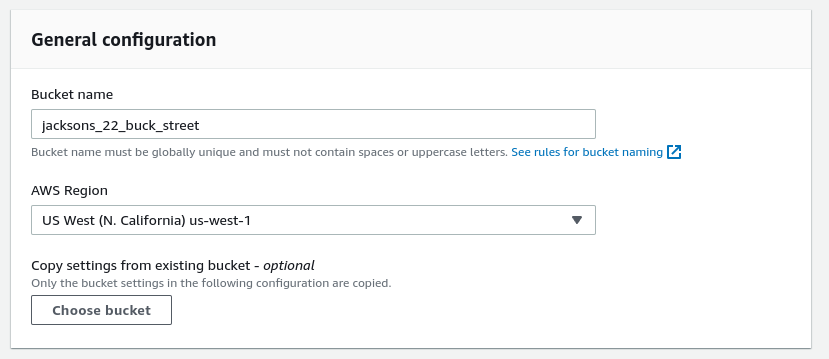 General configuration
Bucket name
jacksons_22_buck_street
Bucket name must be globally unique and must not contain spaces or uppercase letters. See rules for bucket naming
AWS Region
US West (N. California) us-west-1
Copy settings from existing bucket - optional
Only the bucket settings in the following configuration are copied.
Choose bucket